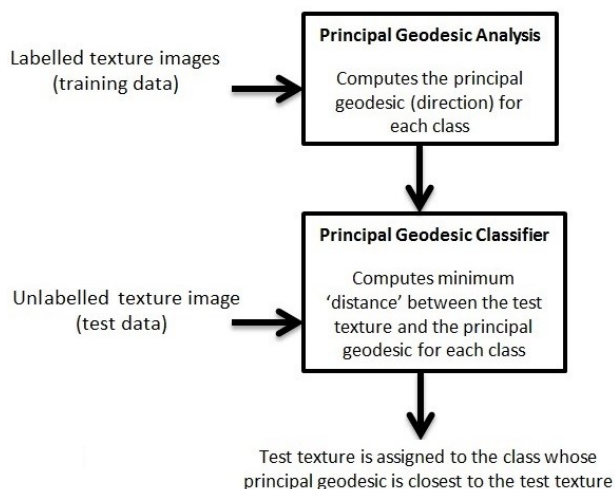 Labelled texture images
(training data)
Principal Geodesic Analysis
Computes the principal
geodesic (direction) for
each class
Unlabelled texture image
(test data)
Principal Geodesic Classifier
Computes minimum
‘distance’ between the test
texture and the principal
geodesic for each class
Test texture is assigned to the class whose
principal geodesic is closest to the test texture